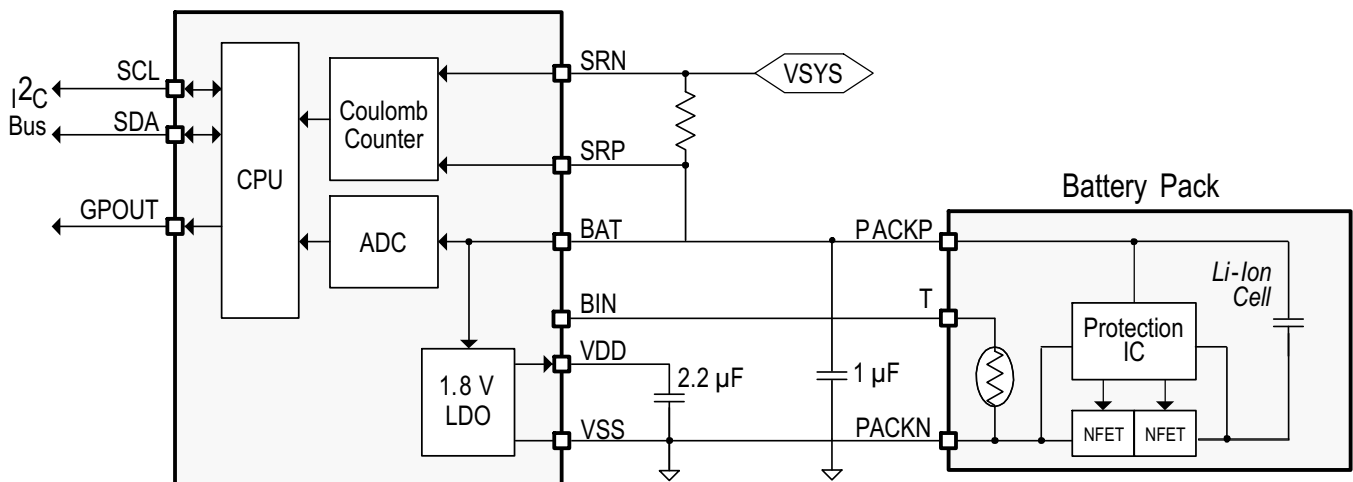 I2C
Bus
SCL
SDA
GPOUT
CPU
Coulomb
Counter
ADC
1.8 V
LDO
SRN
SRP
BAT
BIN
VDD
VSS
VSYS
2.2 µF
1 µF
PACKP
T
PACKN
Battery Pack
Li-Ion
Cell
Protection
IC
NFET
NFET